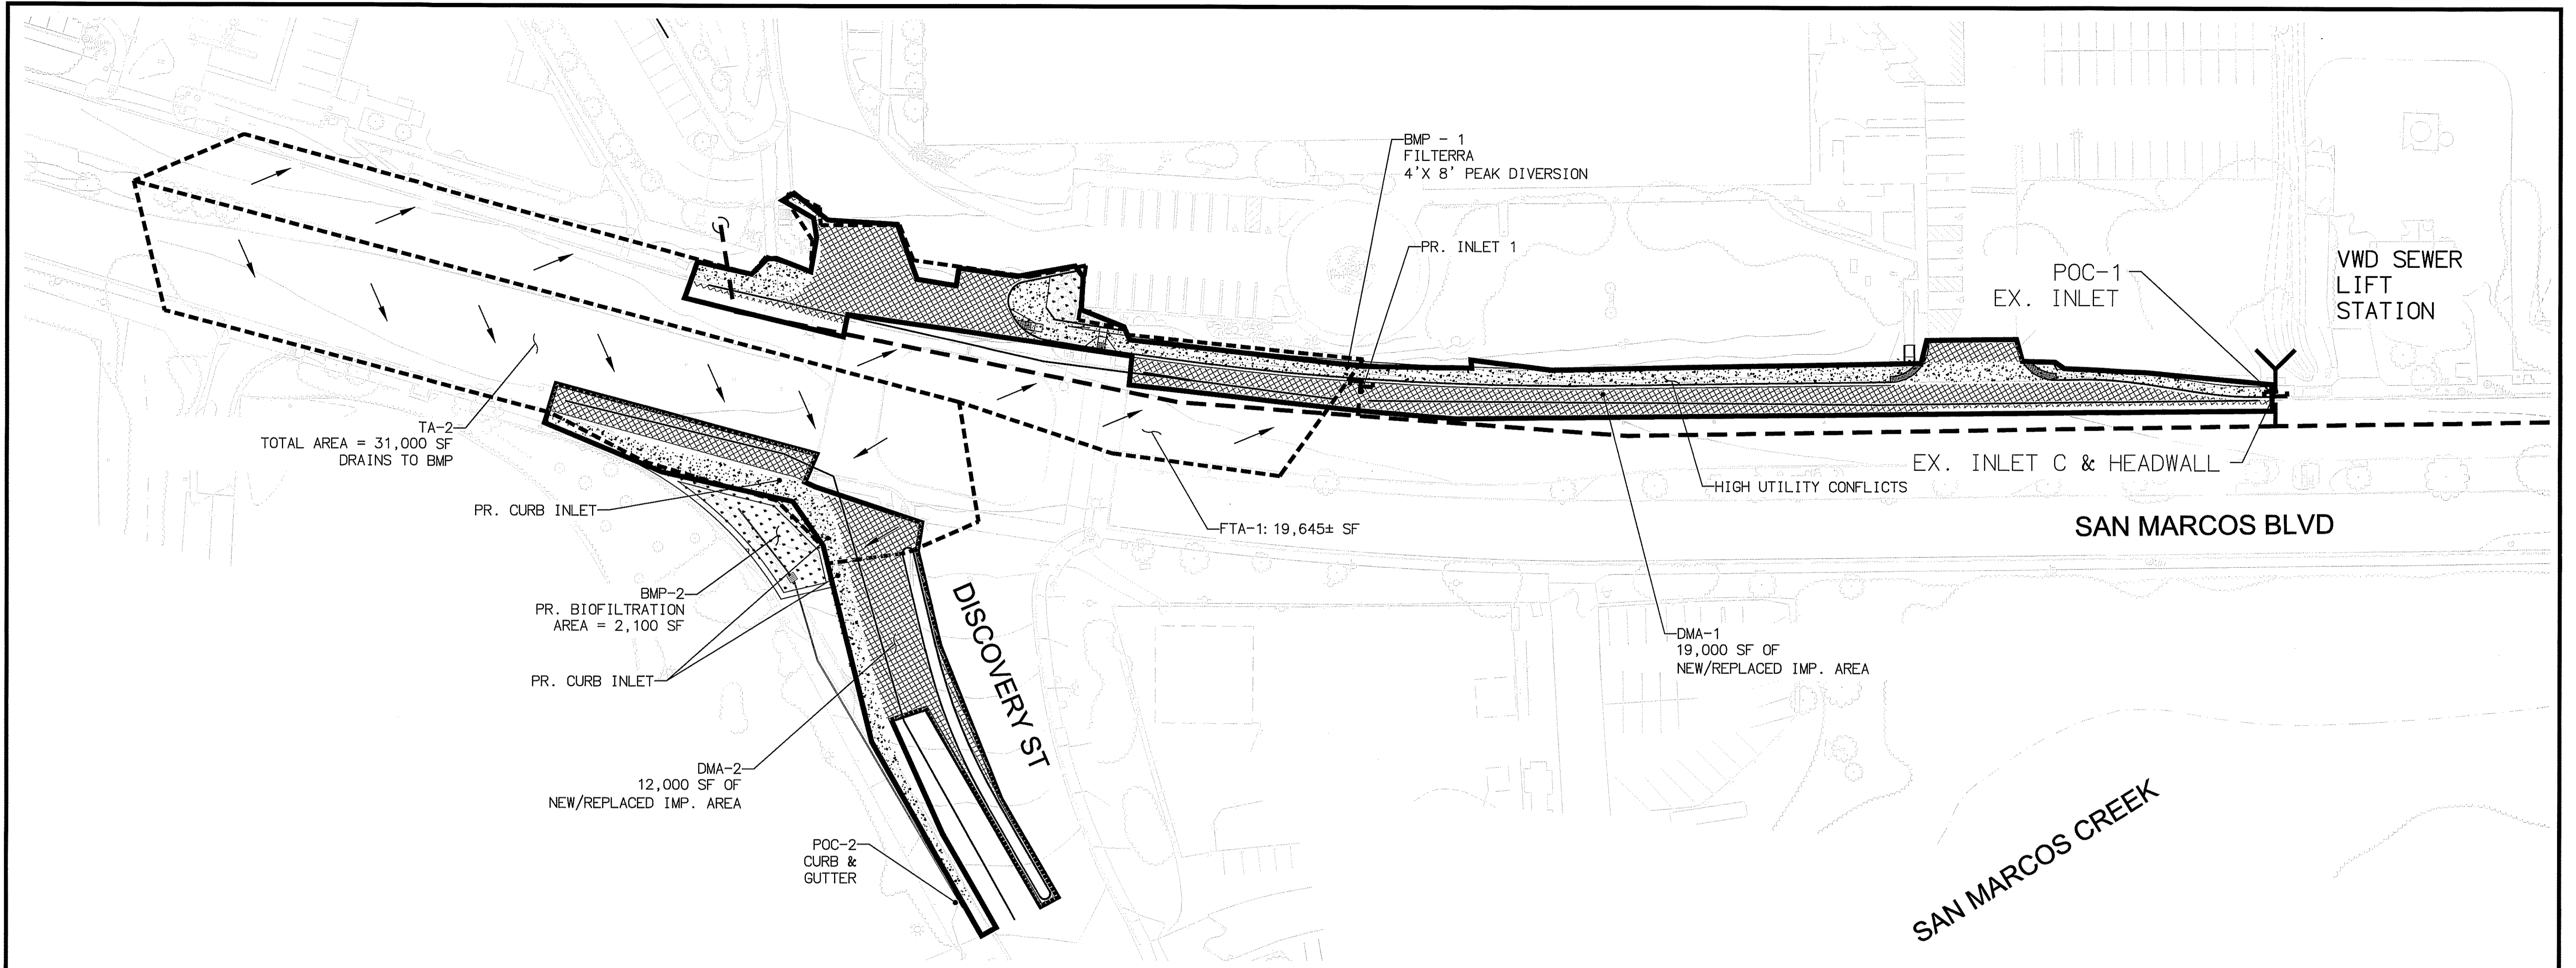 BMP - 1
FILTERRA
4'X 8' PEAK DIVERSION
PR. INLET 1
POC-1
EX. INLET
VWD SEWER
LIFT
STATION
TA-2
TOTAL AREA = 31,000 SF
DRAINS TO BMP
EX. INLET C & HEADWALL
HIGH UTILITY CONFLICTS
PR. CURB INLET
FTA-1: 19,645± SF
SAN MARCOS BLVD
BMP-2
PR. BIOFILTRATION
AREA = 2,100 SF
DISCOVERY ST
DMA-1
19,000 SF OF
NEW/REPLACED IMP. AREA
PR. CURB INLET
DMA-2
12,000 SF OF
NEW/REPLACED IMP. AREA
POC-2
CURB &
GUTTER
SAN MARCOS CREEK